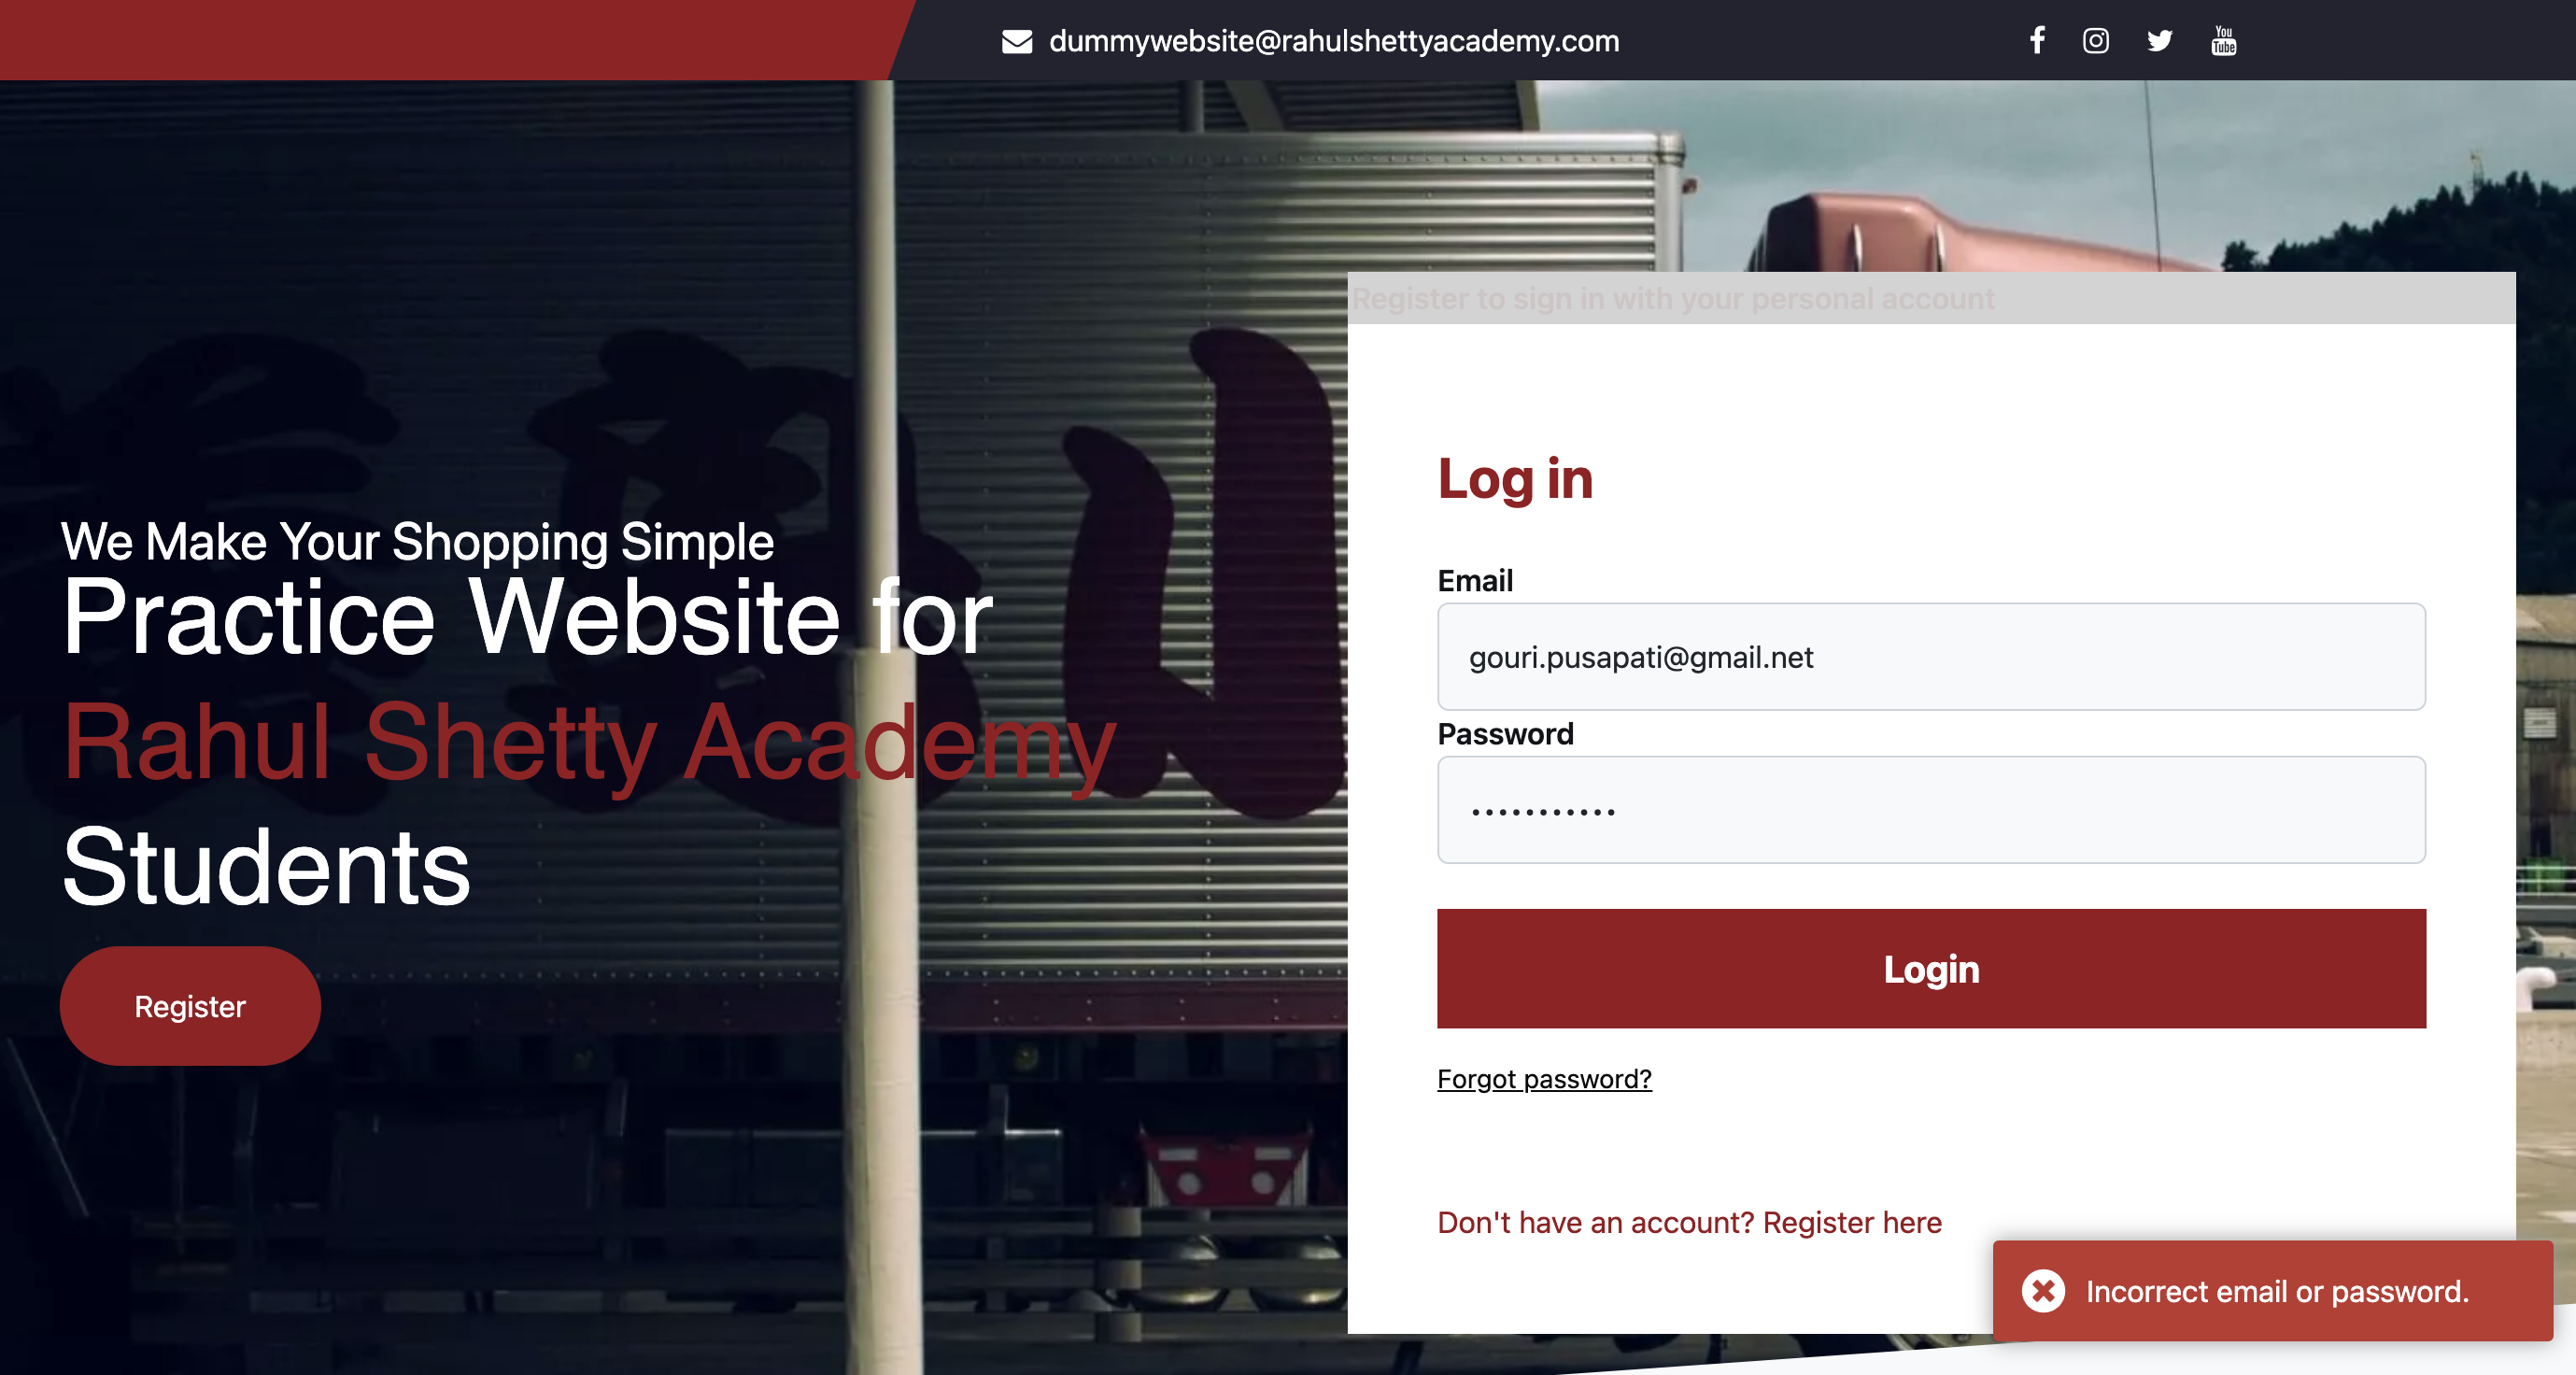 dummywebsite@rahulshettyacademy.com
You
Tube
Register to sign in with your personal account
We Make Your Shopping Simple
Practice Website for
Rahul Shetty Academy
Students
Register
Log in
Email
gouri.pusapati@gmail.net
Password
Login
Forgot password?
Don't have an account? Register here
Incorrect email or password.